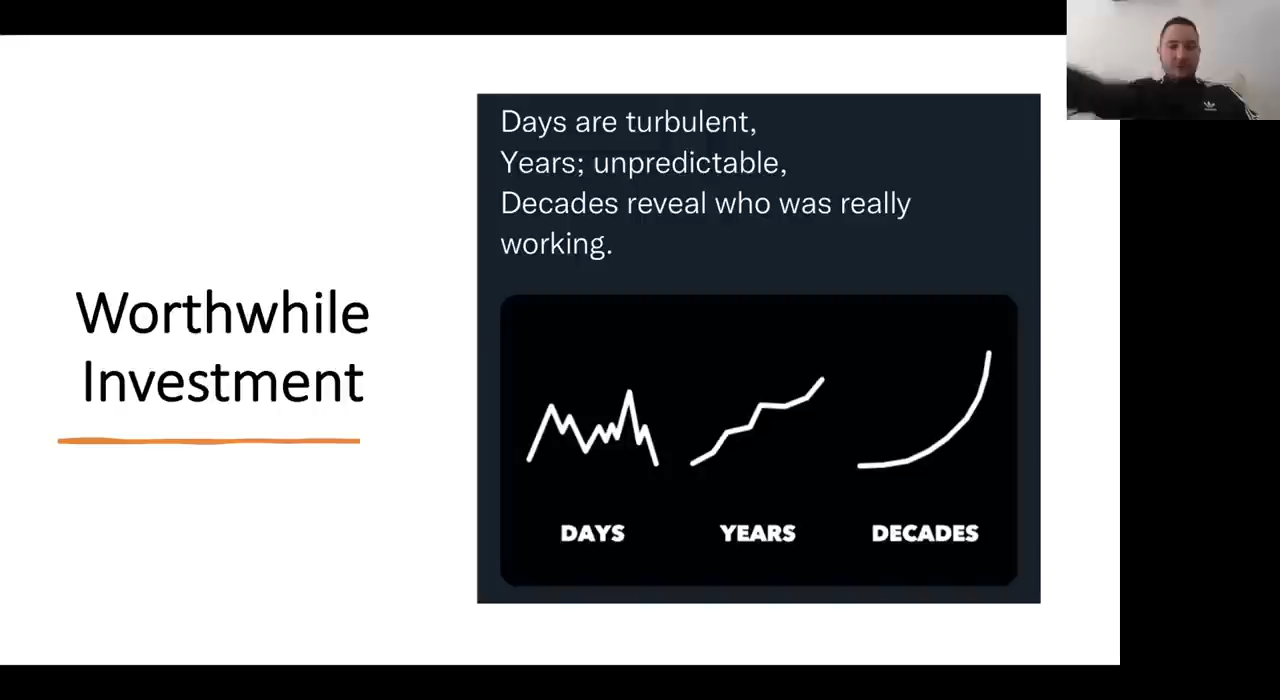 Worthwhile
Investment
Days are turbulent,
Years; unpredictable,
Decades reveal who was really
working.
DAYS
YEARS
DECADES